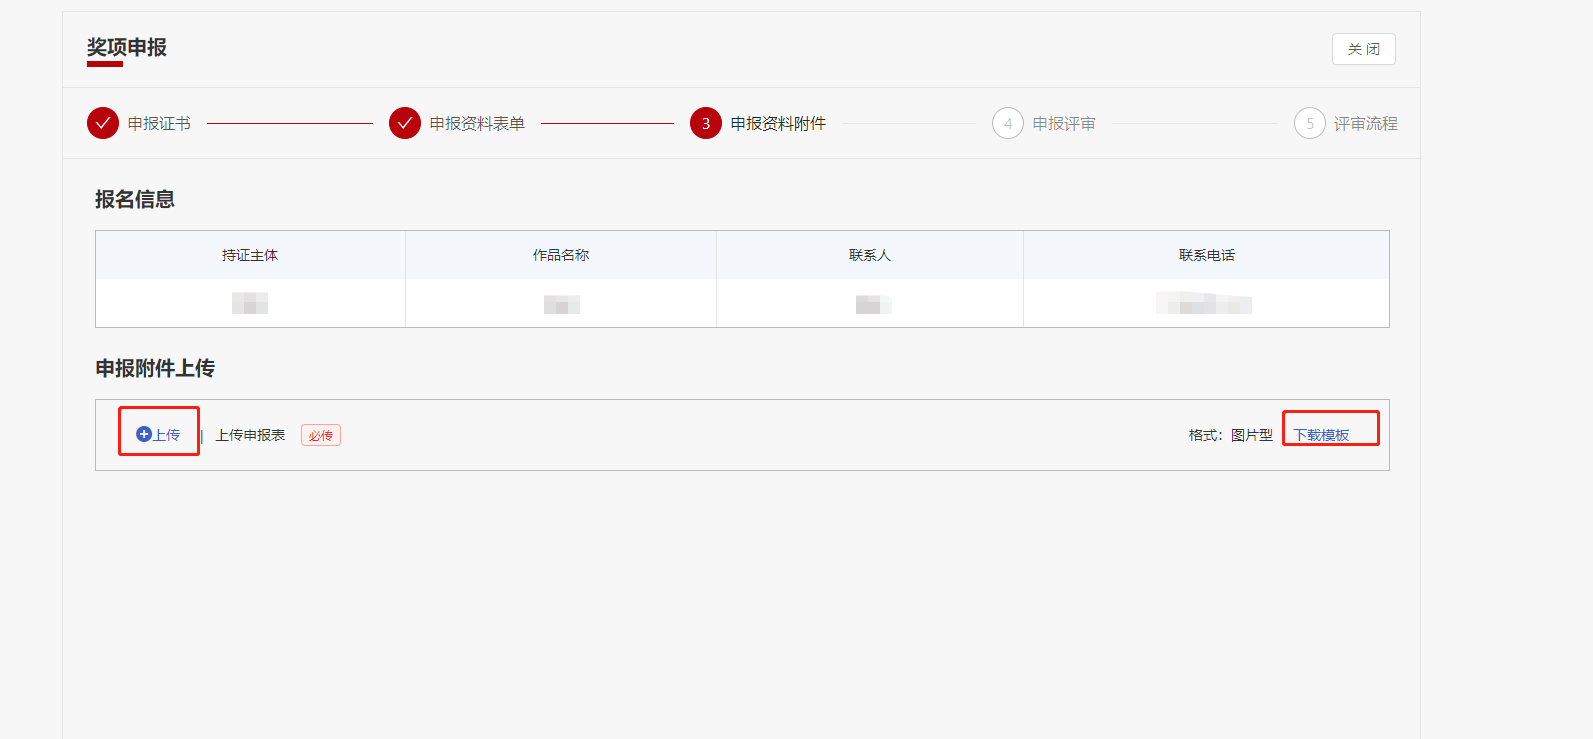 奖项申报
关 闭
申报证书
申报资料表单
3 申报资料附件
4 申报评审
5 评审流程
报名信息
持证主体 作品名称 联系人 联系电话
申报附件上传
上传 | 上传申报表 必传 格式：图片型 下载模板